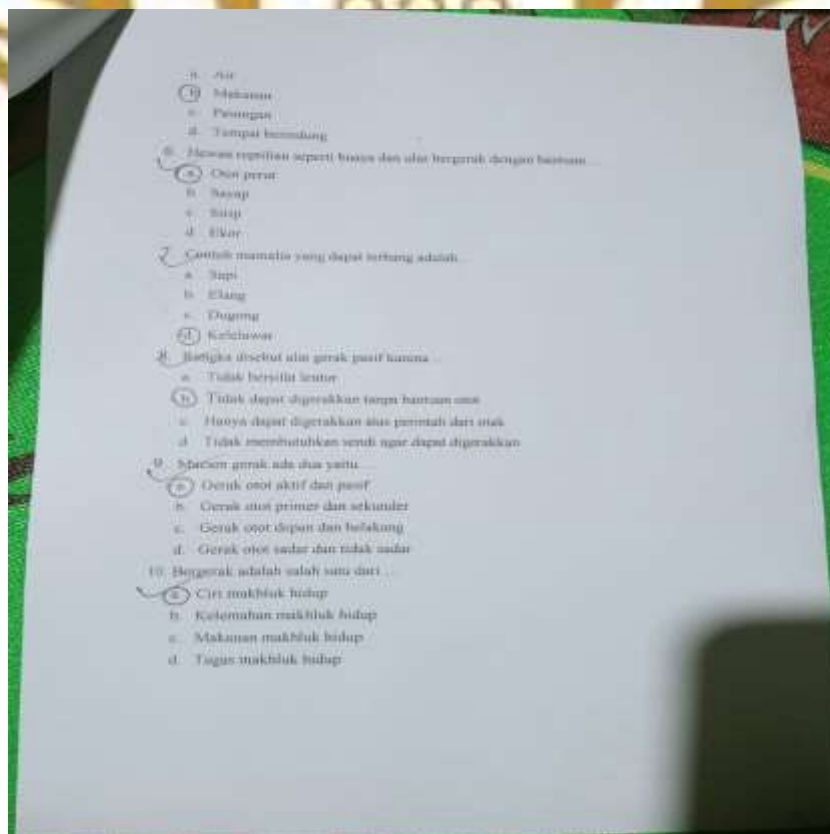 a. Air
b. Makanan
c. Pasangan
d. Tempat berlindung
6. Hewan reptilian seperti buaya dan ular bergerak dengan bantuan ...
a. Otot perut
b. Sayap
c. Sirip
d. Ekor
7. Contoh mamalia yang dapat terbang adalah ...
a. Sapi
b. Elang
c. Dugong
d. Kelelawar
8. Rangka disebut alat gerak pasif karena ...
a. Tidak bersifat lentur
b. Tidak dapat digerakkan tanpa bantuan otot
c. Hanya dapat digerakkan atas perintah dari otak
d. Tidak membutuhkan sendi agar dapat digerakkan
9. gerak ada dua yaitu ...
a. Gerak otot aktif dan pasif
b. Gerak otot primer dan sekunder
c. Gerak otot depan dan belakang
d. Gerak otot sadar dan tidak sadar
10. Bergerak adalah salah satu dari ...
a. Ciri makhluk hidup
b. Kelemahan makhluk hidup
c. Makanan makhluk hidup
d. Tugas makhluk hidup